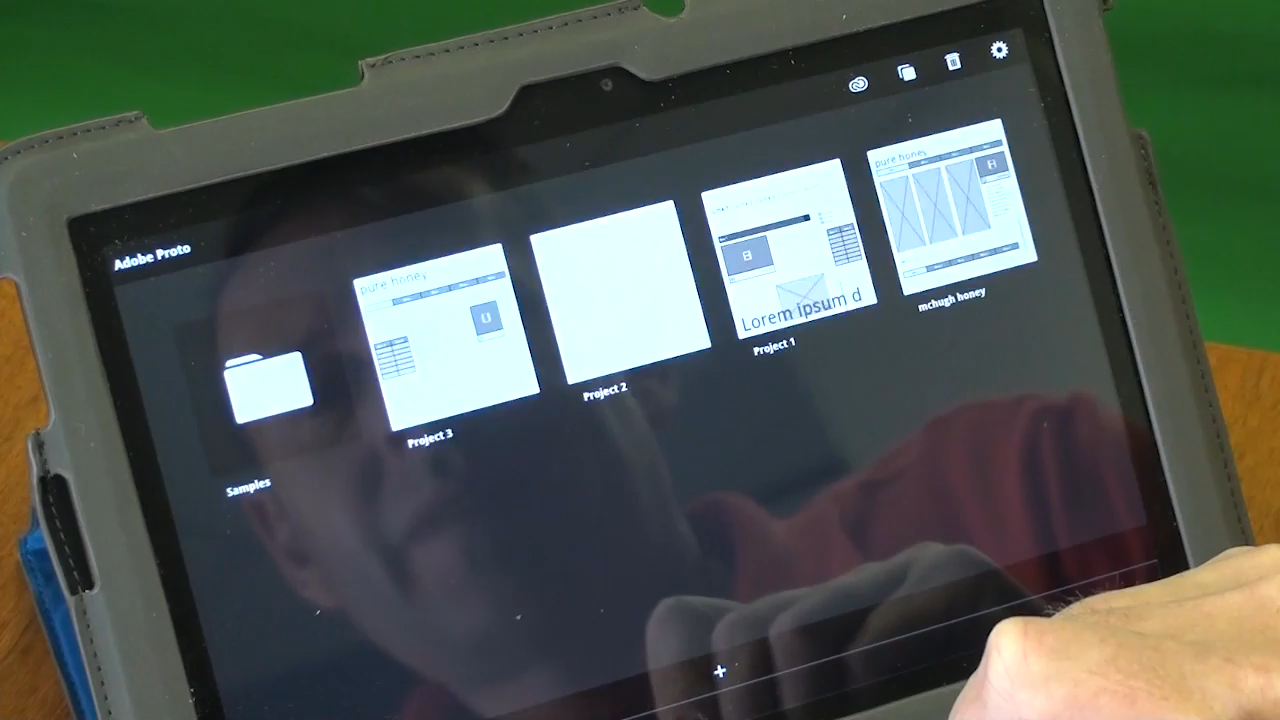 Adobe Proto
pure honey
Lorem ipsum d
pure honey
Samples
Project 3
Project 2
Project 1
mchugh honey